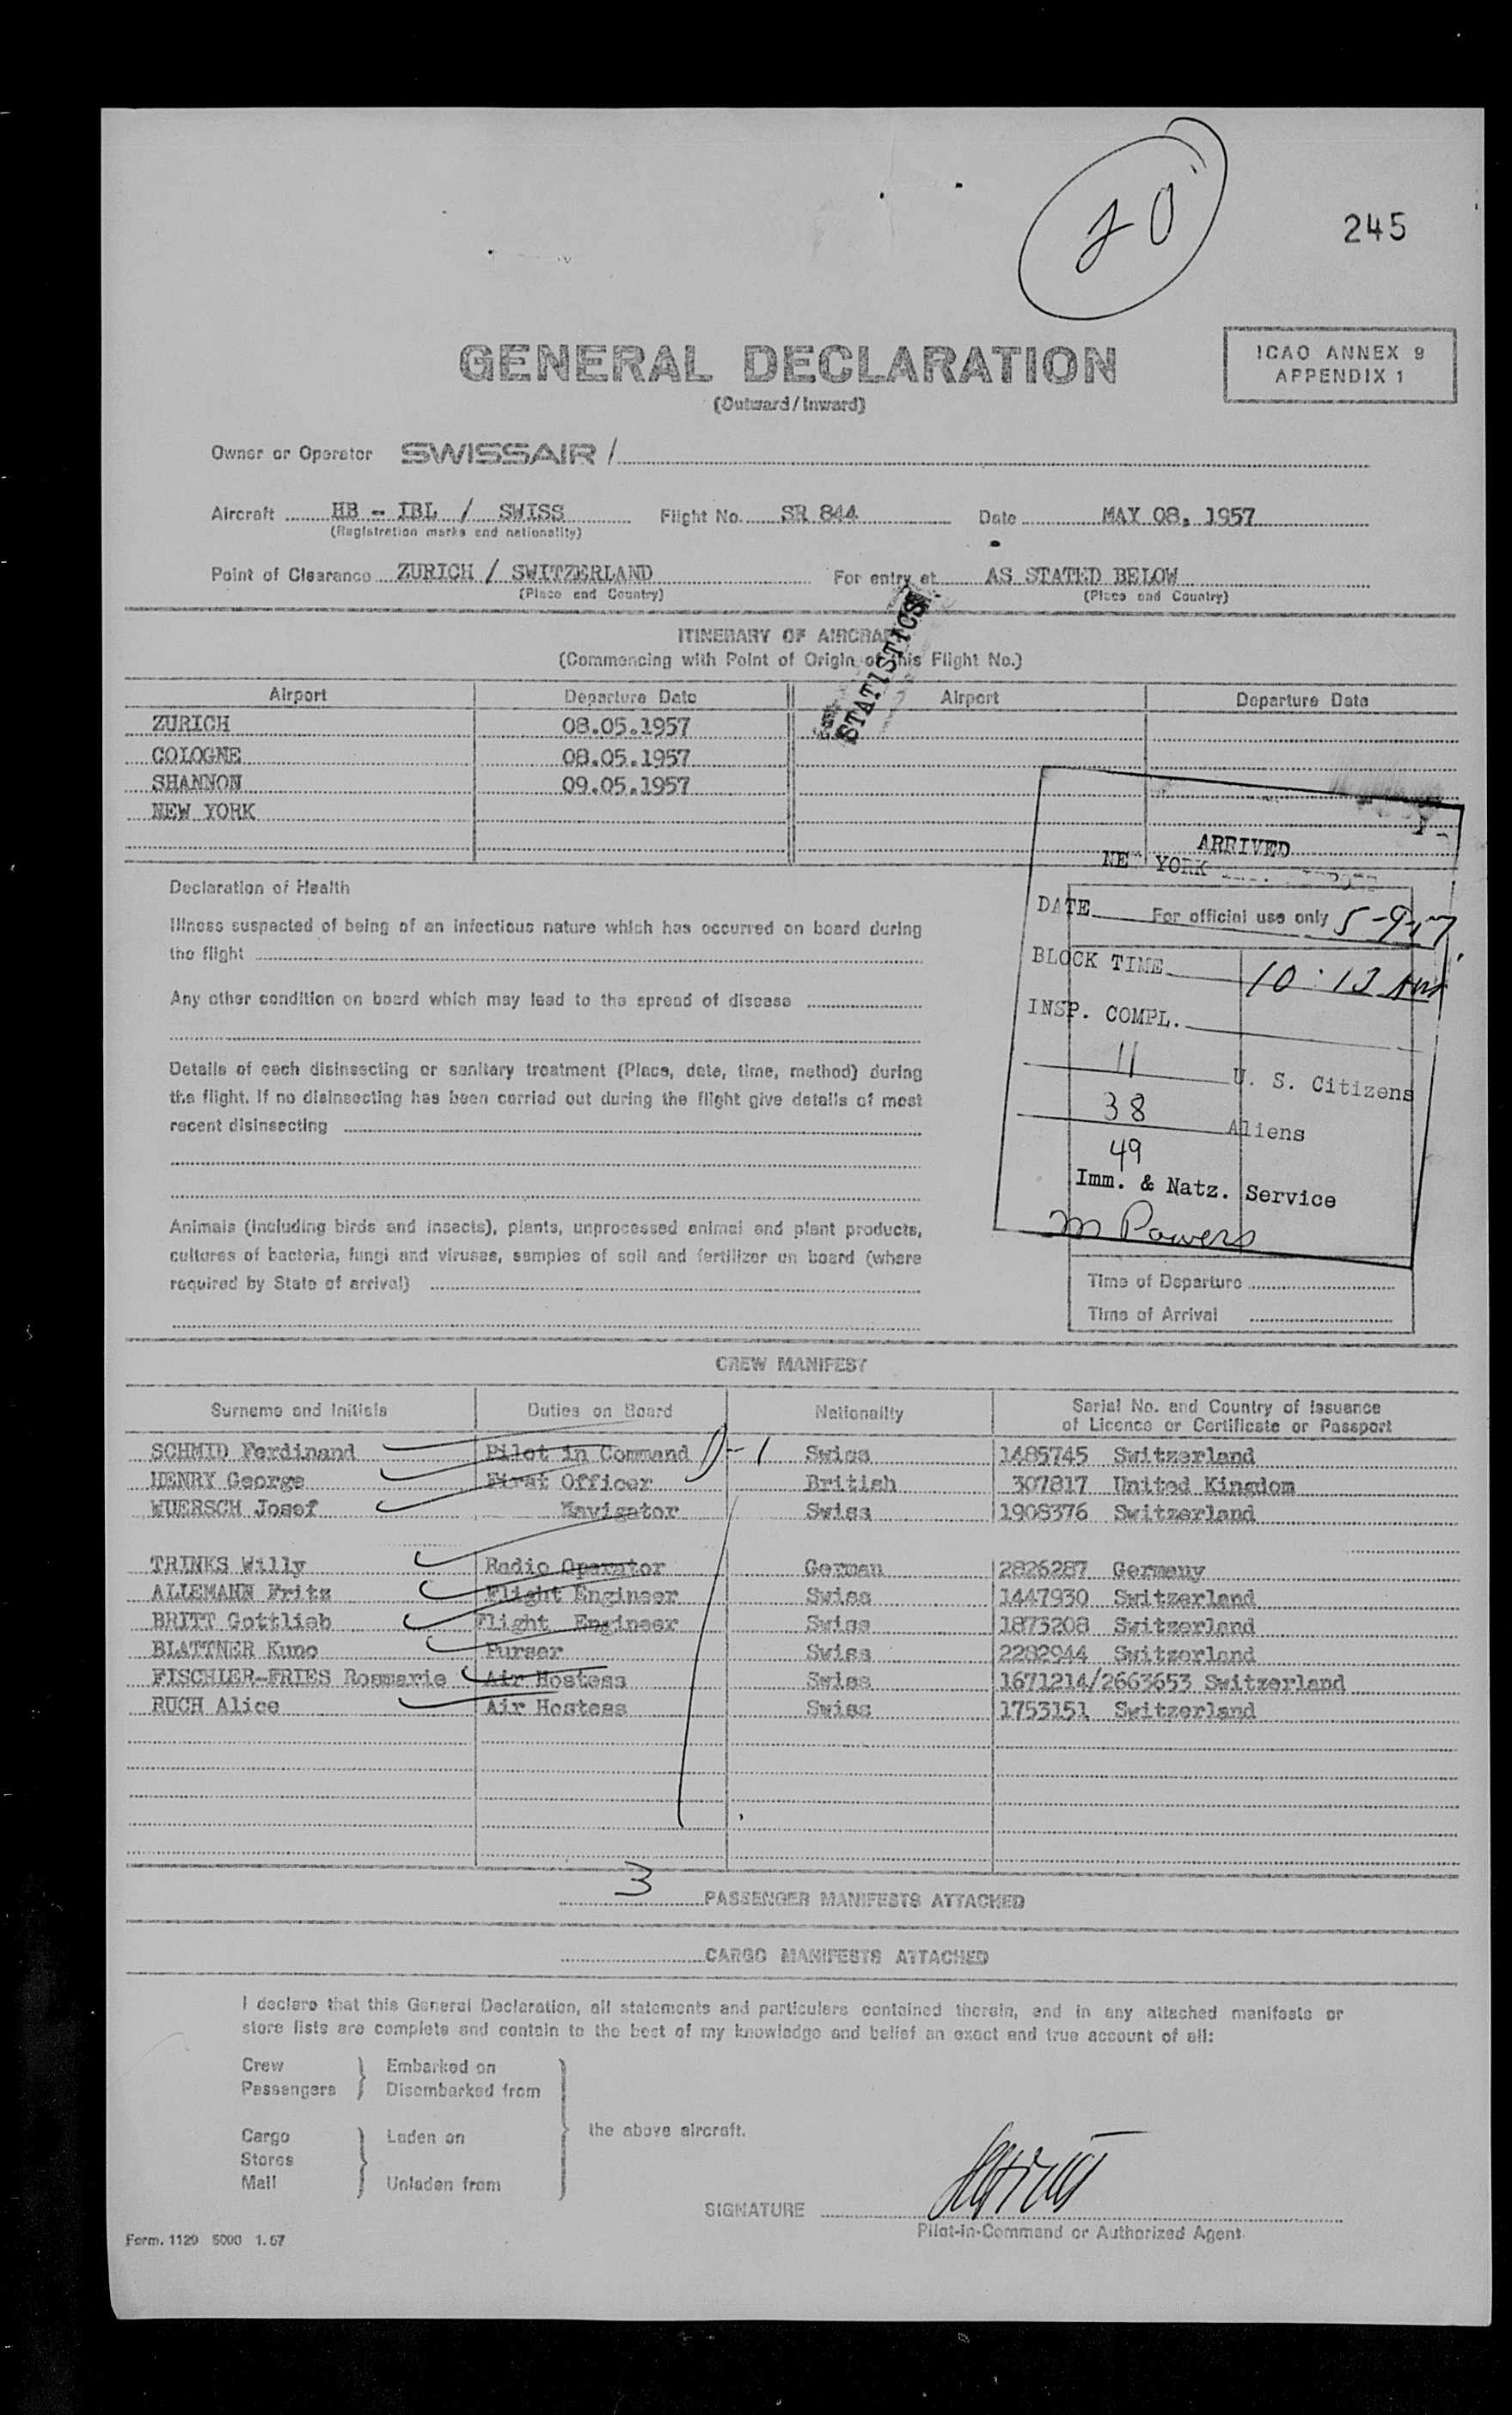 20
245
GENERAL DECLARATION
(Outward/Inward)
ICAO ANNEX 9
APPENDIX 1
Owner or Operator SWISSAIR /
Aircraft HB - IBL / SWISS Flight No. SR 844 Date MAY 08, 1957
(Registration marks and nationality)
Point of Clearance ZURICH / SWITZERLAND For entry at AS STATED BELOW
(Place and Country) (Place and Country)
STATISTICS
ITINERARY OF AIRCRAFT
(Commencing with Point of Origin of this Flight No.)
Airport Departure Date Airport Departure Date
ZURICH 08.05.1957
COLOGNE 08.05.1957
SHANNON 09.05.1957
NEW YORK
ARRIVED
NEW YORK
DATE 5-9-57
For official use only
BLOCK TIME 10:13 AM
INSP. COMPL.
11 U. S. Citizens
38 Aliens
49
Imm. & Natz. Service
M Powers
Time of Departure
Time of Arrival
Declaration of Health
Illness suspected of being of an infectious nature which has occurred on board during
the flight
Any other condition on board which may lead to the spread of disease
Details of each disinsecting or sanitary treatment (Place, date, time, method) during
the flight. If no disinsecting has been carried out during the flight give details of most
recent disinsecting
Animals (including birds and insects), plants, unprocessed animal and plant products,
cultures of bacteria, fungi and viruses, samples of soil and fertilizer on board (where
required by State of arrival)
CREW MANIFEST
Surname and Initials Duties on Board Nationality Serial No. and Country of Issuance
of Licence or Certificate or Passport
SCHMID Ferdinand Pilot in Command D-1 Swiss 1485745 Switzerland
HENRY George First Officer British 307817 United Kingdom
WUERSCH Josef Navigator Swiss 1908376 Switzerland
TRINKS Willy Radio Operator German 2826287 Germany
ALLEMANN Fritz Flight Engineer Swiss 1447930 Switzerland
BRITT Gottlieb Flight Engineer Swiss 1873208 Switzerland
BLATTNER Kuno Purser Swiss 2282944 Switzerland
FISCHLER-FRIES Rosmarie Air Hostess Swiss 1671214/2663653 Switzerland
RUCH Alice Air Hostess Swiss 1753151 Switzerland
3 PASSENGER MANIFESTS ATTACHED
CARGO MANIFESTS ATTACHED
I declare that this General Declaration, all statements and particulars contained therein, and in any attached manifests or
store lists are complete and contain to the best of my knowledge and belief an exact and true account of all:
Crew Embarked on
Passengers Disembarked from
the above aircraft.
Cargo Laden on
Stores
Mail Unladen from
SIGNATURE
Pilot-in-Command or Authorized Agent
Form. 1129 5000 1.57